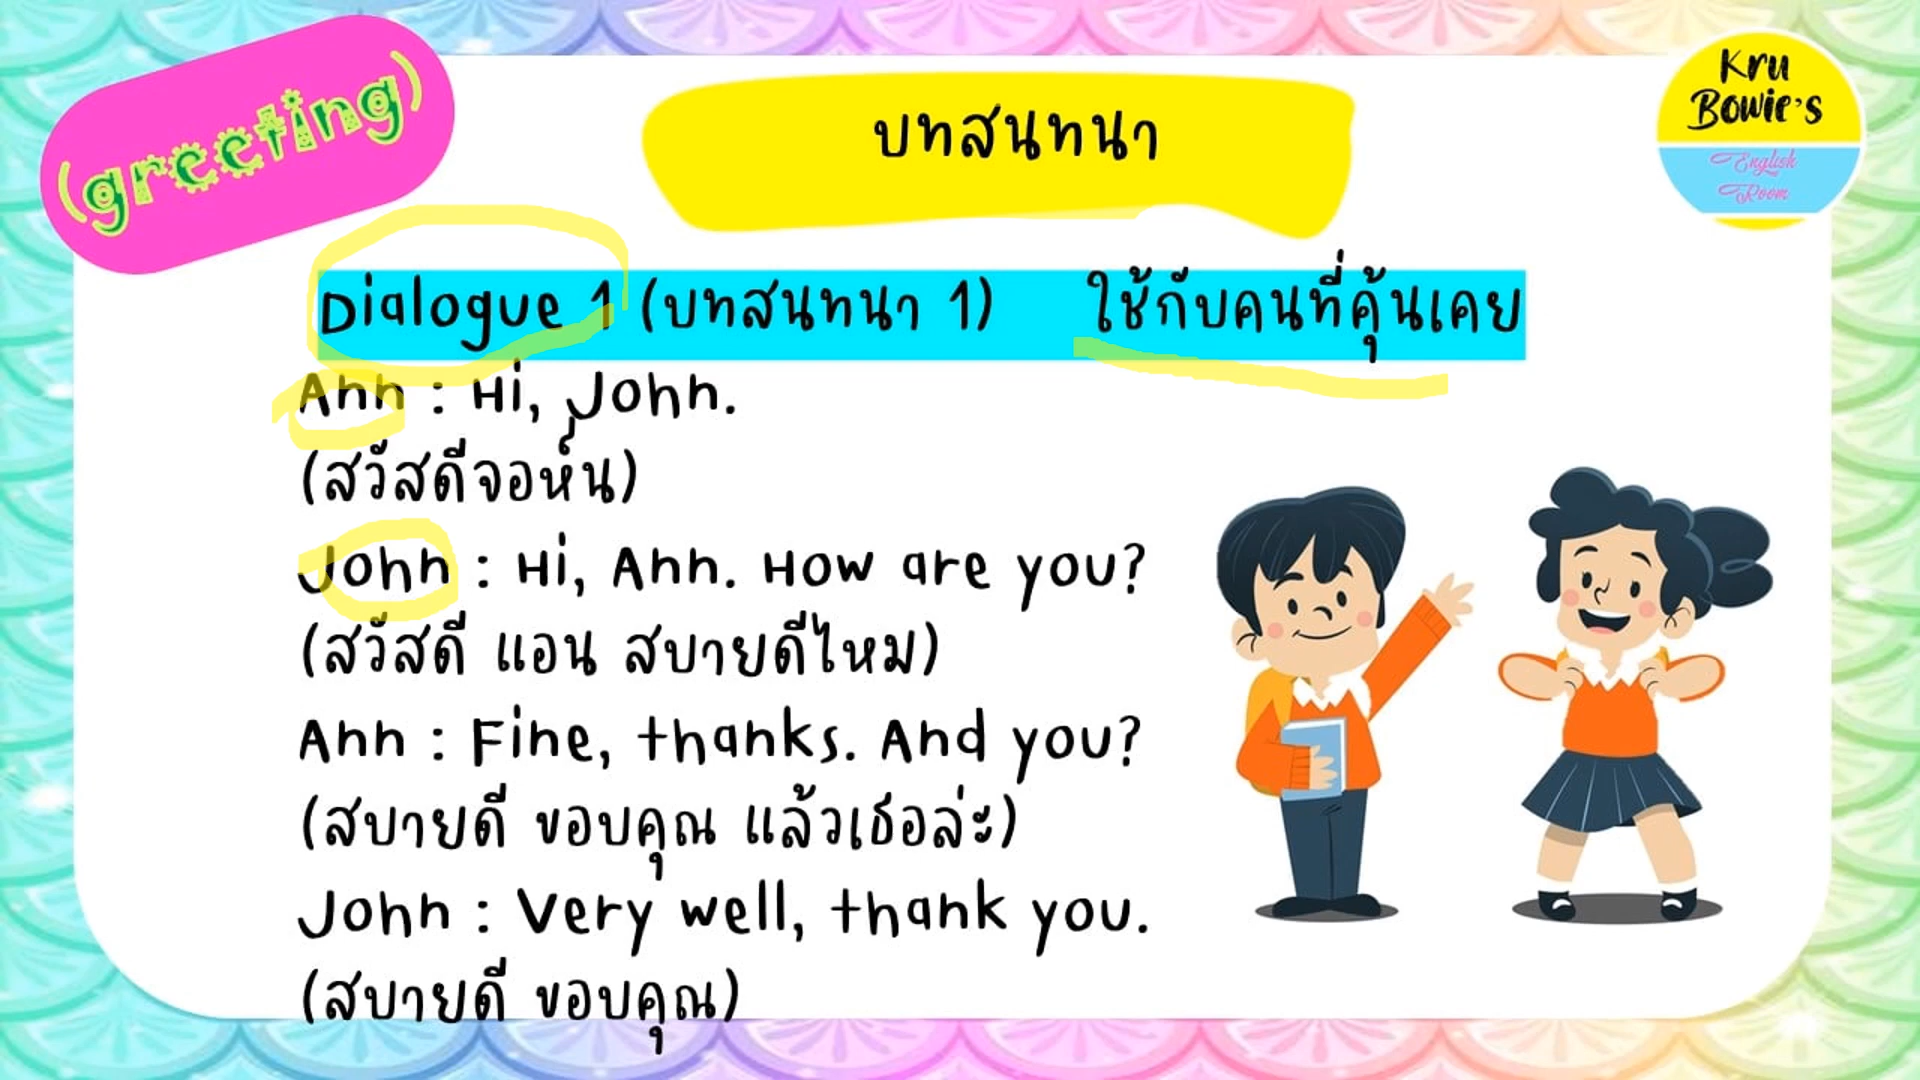 (greeting)
บทสนทนา
Kru
Bowie's
English
Room
Dialogue 1 (บทสนทนา 1) ใช้กับคนที่คุ้นเคย
Ann : Hi, John.
(สวัสดีจอห์น)
John : Hi, Ann. How are you?
(สวัสดี แอน สบายดีไหม)
Ann : Fine, thanks. And you?
(สบายดี ขอบคุณ แล้วเธอล่ะ)
John : Very well, thank you.
(สบายดี ขอบคุณ)